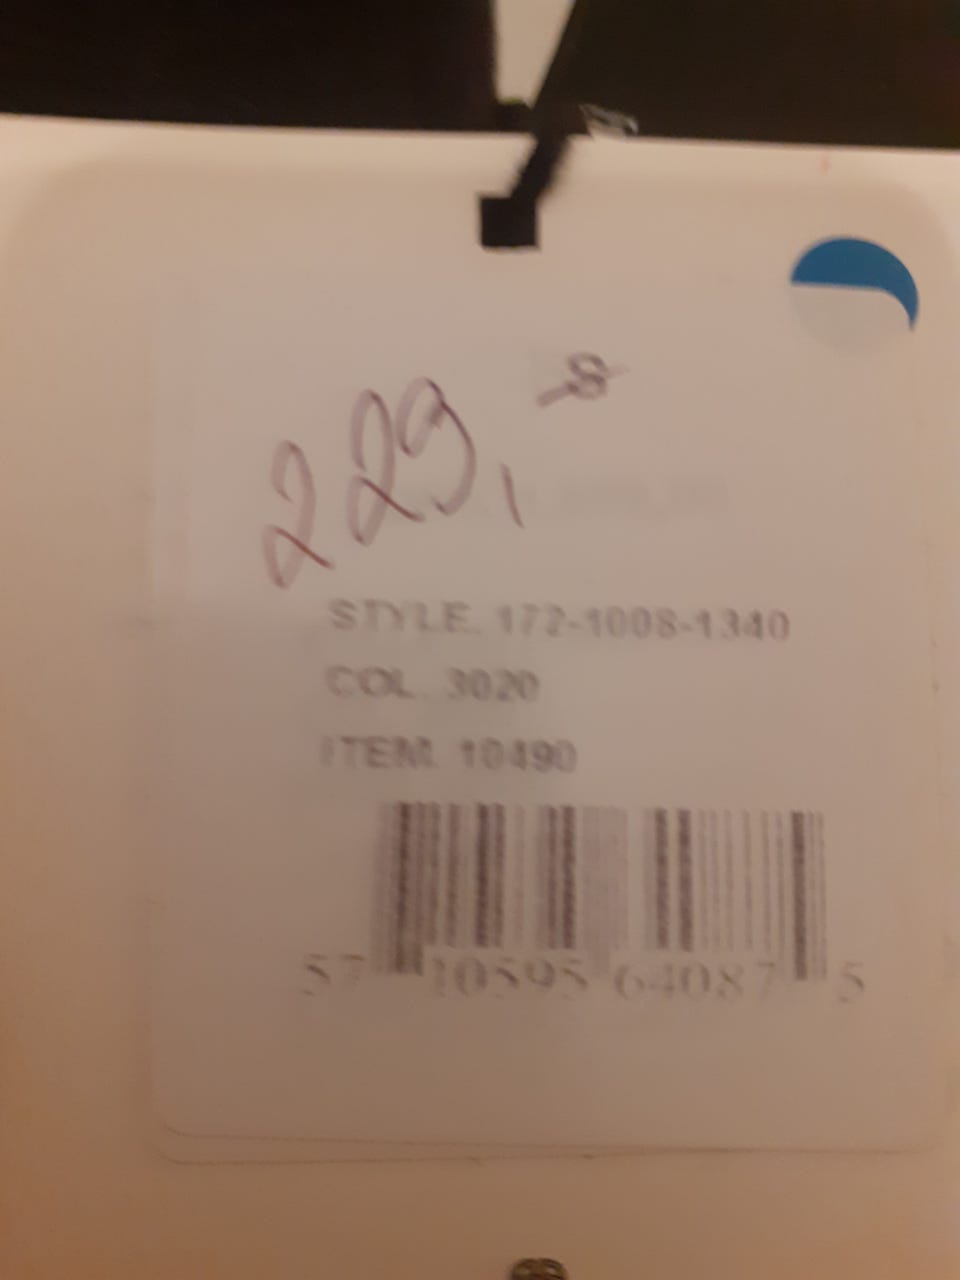 229,
STYLE. 172-1008-1340
COL. 3020
ITEM. 10490
57 10595 64087 5